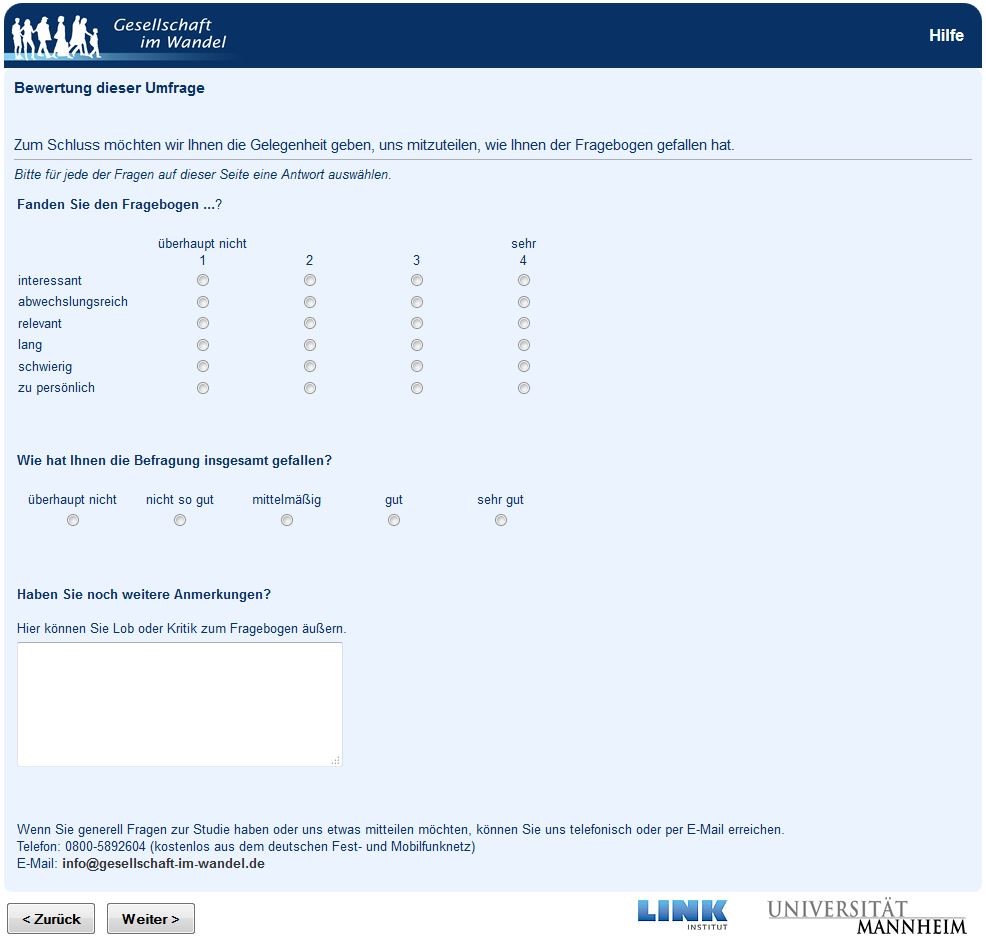 Gesellschaft
im Wandel
Hilfe
Bewertung dieser Umfrage
Zum Schluss möchten wir Ihnen die Gelegenheit geben, uns mitzuteilen, wie Ihnen der Fragebogen gefallen hat.
Bitte für jede der Fragen auf dieser Seite eine Antwort auswählen.
Fanden Sie den Fragebogen ...?
überhaupt nicht sehr
1 2 3 4
interessant
abwechslungsreich
relevant
lang
schwierig
zu persönlich
Wie hat Ihnen die Befragung insgesamt gefallen?
überhaupt nicht nicht so gut mittelmäßig gut sehr gut
Haben Sie noch weitere Anmerkungen?
Hier können Sie Lob oder Kritik zum Fragebogen äußern.
Wenn Sie generell Fragen zur Studie haben oder uns etwas mitteilen möchten, können Sie uns telefonisch oder per E-Mail erreichen.
Telefon: 0800-5892604 (kostenlos aus dem deutschen Fest- und Mobilfunknetz)
E-Mail: info@gesellschaft-im-wandel.de
< Zurück Weiter >
LINK
INSTITUT
UNIVERSITÄT
MANNHEIM